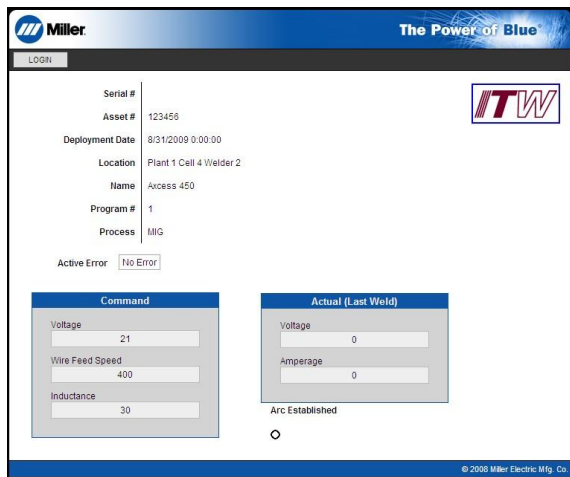 Miller.
The Power of Blue®
LOGIN
Serial #
Asset # 123456
Deployment Date 8/31/2009 0:00:00
Location Plant 1 Cell 4 Welder 2
Name Axcess 450
Program # 1
Process MIG
ITW
Active Error No Error
Command
Voltage
21
Wire Feed Speed
400
Inductance
30
Actual (Last Weld)
Voltage
0
Amperage
0
Arc Established
© 2008 Miller Electric Mfg. Co.